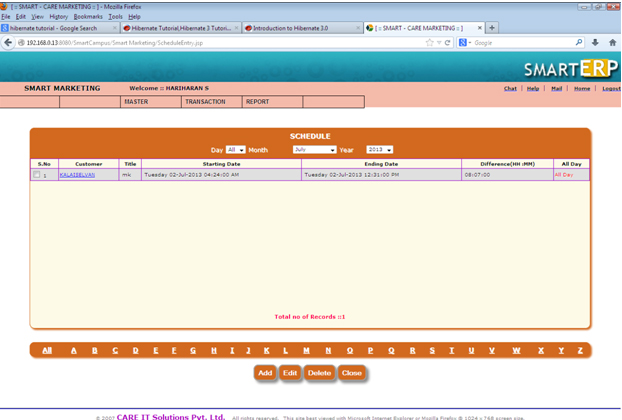 [ :: SMART - CARE MARKETING :: ] - Mozilla Firefox
File Edit View History Bookmarks Tools Help
hibernate tutorial - Google Search Hibernate Tutorial,Hibernate 3 Tutori... Introduction to Hibernate 3.0 [ :: SMART - CARE MARKETING :: ]
192.168.0.13:8080/SmartCampus/Smart Marketing/ScheduleEntry.jsp Google
SMARTERP
SMART MARKETING Welcome :: HARIHARAN S Chat | Help | Mail | Home | Logout
MASTER TRANSACTION REPORT
SCHEDULE
Day All Month July Year 2013
S.No Customer Title Starting Date Ending Date Difference(HH:MM) All Day
1 KALAISELVAN mk Tuesday 02-Jul-2013 04:24:00 AM Tuesday 02-Jul-2013 12:31:00 PM 08:07:00 All Day
Total no of Records ::1
All A B C D E F G H I J K L M N O P Q R S T U V W X Y Z
Add Edit Delete Close
© 2007 CARE IT Solutions Pvt. Ltd. All rights reserved. This site best viewed with Microsoft Internet Explorer or Mozilla Firefox @ 1024 x 768 screen size.